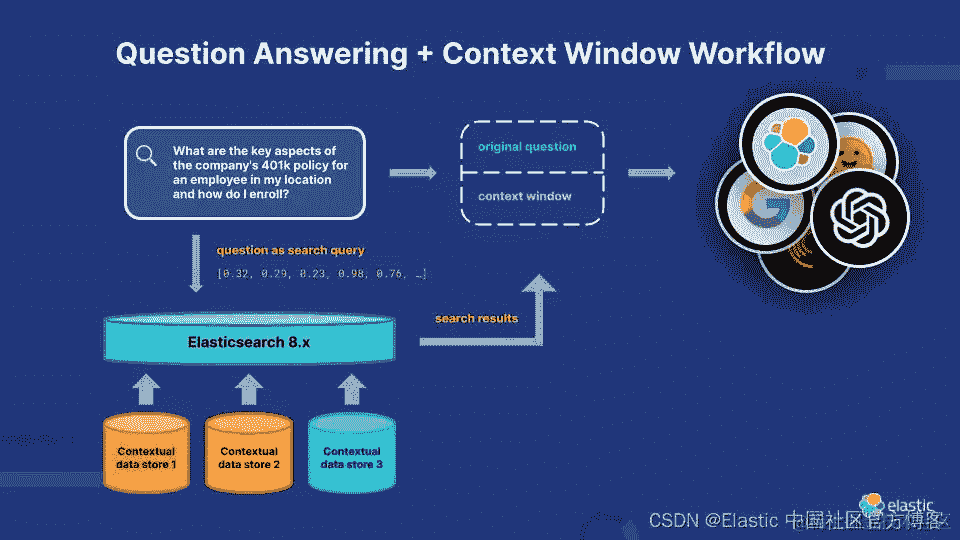 Question Answering + Context Window Workflow
What are the key aspects of
the company's 401k policy for
an employee in my location
and how do I enroll?
original question
context window
question as search query
[0.32, 0.29, 0.23, 0.98, 0.76, …]
search results
Elasticsearch 8.x
Contextual
data store 1
Contextual
data store 2
Contextual
data store 3
elastic
CSDN @Elastic 中国社区官方博客